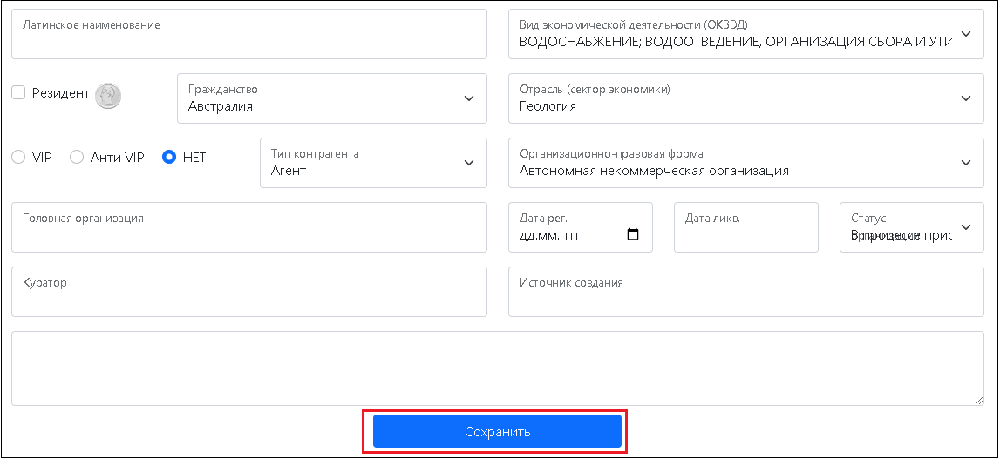 Латинское наименование
Вид экономической деятельности (ОКВЭД)
ВОДОСНАБЖЕНИЕ; ВОДООТВЕДЕНИЕ, ОРГАНИЗАЦИЯ СБОРА И УТИ
Резидент
Гражданство
Австралия
Отрасль (сектор экономики)
Геология
VIP
Анти VIP
НЕТ
Тип контрагента
Агент
Организационно-правовая форма
Автономная некоммерческая организация
Головная организация
Дата рег.
дд.мм.гггг
Дата ликв.
Статус
В процессе прис
Куратор
Источник создания
Сохранить